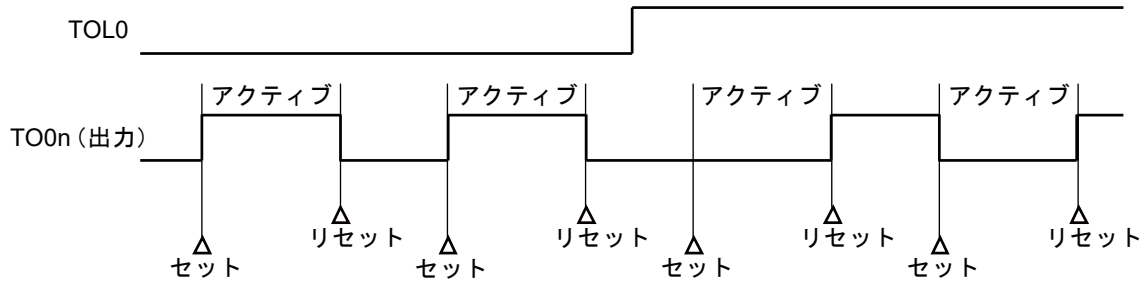 TOL0
アクティブ アクティブ アクティブ アクティブ
TO0n（出力）
リセット リセット リセット リセット
セット セット セット セット